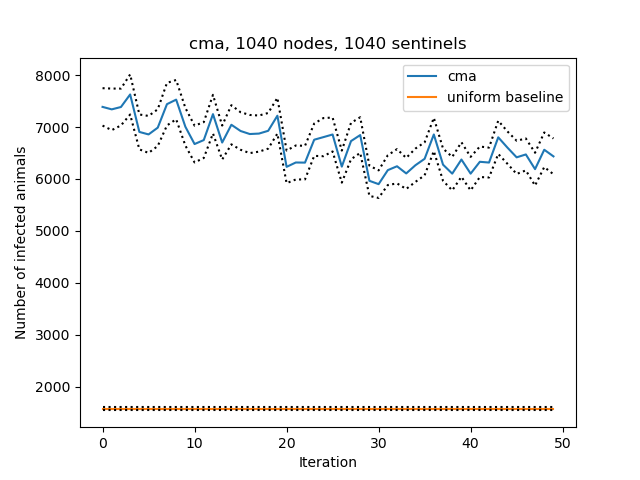 cma, 1040 nodes, 1040 sentinels
cma
uniform baseline
Number of infected animals
8000
7000
6000
5000
4000
3000
2000
0
10
20
30
40
50
Iteration